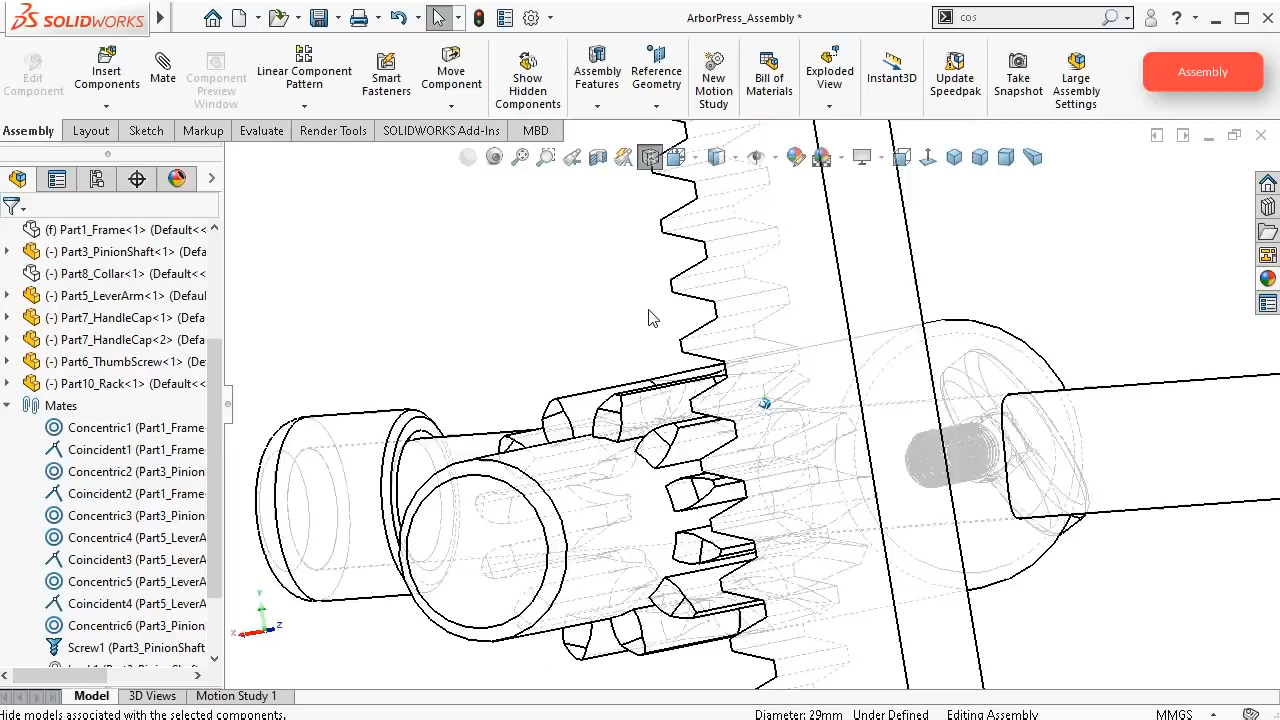 SOLIDWORKS
ArborPress_Assembly *
cos
Edit Component
Insert Components
Mate
Component Preview Window
Linear Component Pattern
Smart Fasteners
Move Component
Show Hidden Components
Assembly Features
Reference Geometry
New Motion Study
Bill of Materials
Exploded View
Instant3D
Update Speedpak
Take Snapshot
Large Assembly Settings
Assembly
Assembly Layout Sketch Markup Evaluate Render Tools SOLIDWORKS Add-Ins MBD
(f) Part1_Frame<1> (Default<<
(-) Part3_PinionShaft<1> (Defa
(-) Part8_Collar<1> (Default<<
(-) Part5_LeverArm<1> (Defaul
(-) Part7_HandleCap<1> (Defa
(-) Part7_HandleCap<2> (Defa
(-) Part6_ThumbScrew<1> (De
(-) Part10_Rack<1> (Default<<
Mates
Concentric1 (Part1_Frame
Coincident1 (Part1_Frame
Concentric2 (Part3_Pinion
Coincident2 (Part1_Frame
Concentric3 (Part3_Pinion
Concentric4 (Part5_LeverA
Coincident3 (Part5_LeverA
Concentric5 (Part5_LeverA
Coincident4 (Part5_LeverA
Concentric6 (Part3_Pinion
Screw1 (Part3_PinionShaft
Y
X
Z
Model 3D Views Motion Study 1
Hide models associated with the selected components. Diameter: 29mm Under Defined Editing Assembly MMGS